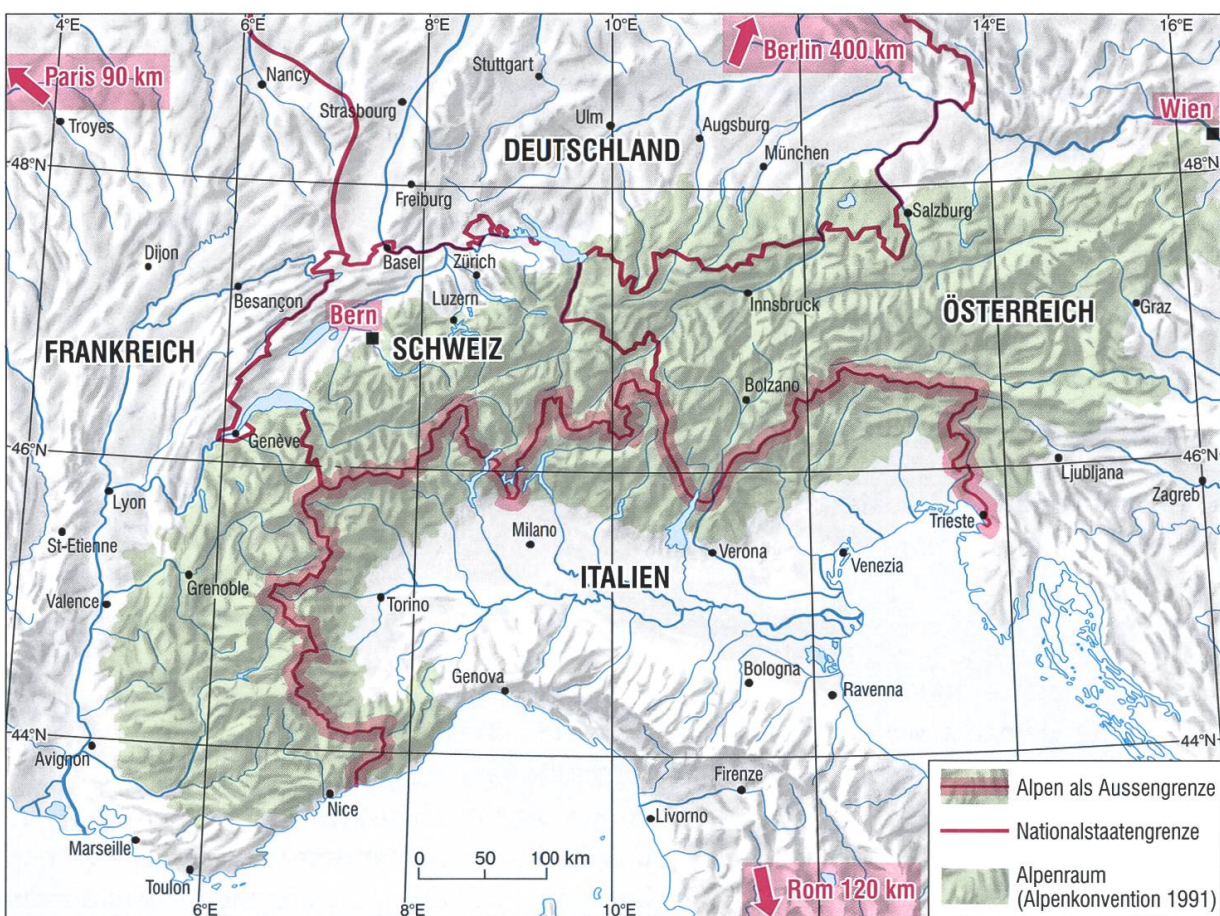 4°E
6°E
8°E
10°E
12°E
14°E
16°E
Paris 90 km
Berlin 400 km
Nancy
Stuttgart
Strasbourg
Troyes
Ulm
Augsburg
Wien
DEUTSCHLAND
München
48°N
48°N
Freiburg
Salzburg
Dijon
Basel
Zürich
Besançon
Luzern
Innsbruck
Graz
Bern
ÖSTERREICH
FRANKREICH
SCHWEIZ
Bolzano
Genève
46°N
46°N
Ljubljana
Lyon
Zagreb
Trieste
St-Etienne
Milano
Verona
Venezia
Grenoble
ITALIEN
Valence
Torino
Bologna
Genova
Ravenna
44°N
44°N
Avignon
Firenze
Nice
Livorno
Marseille
Toulon
0 50 100 km
Rom 120 km
6°E
8°E
10°E
Alpen als Aussengrenze
Nationalstaatengrenze
Alpenraum
(Alpenkonvention 1991)